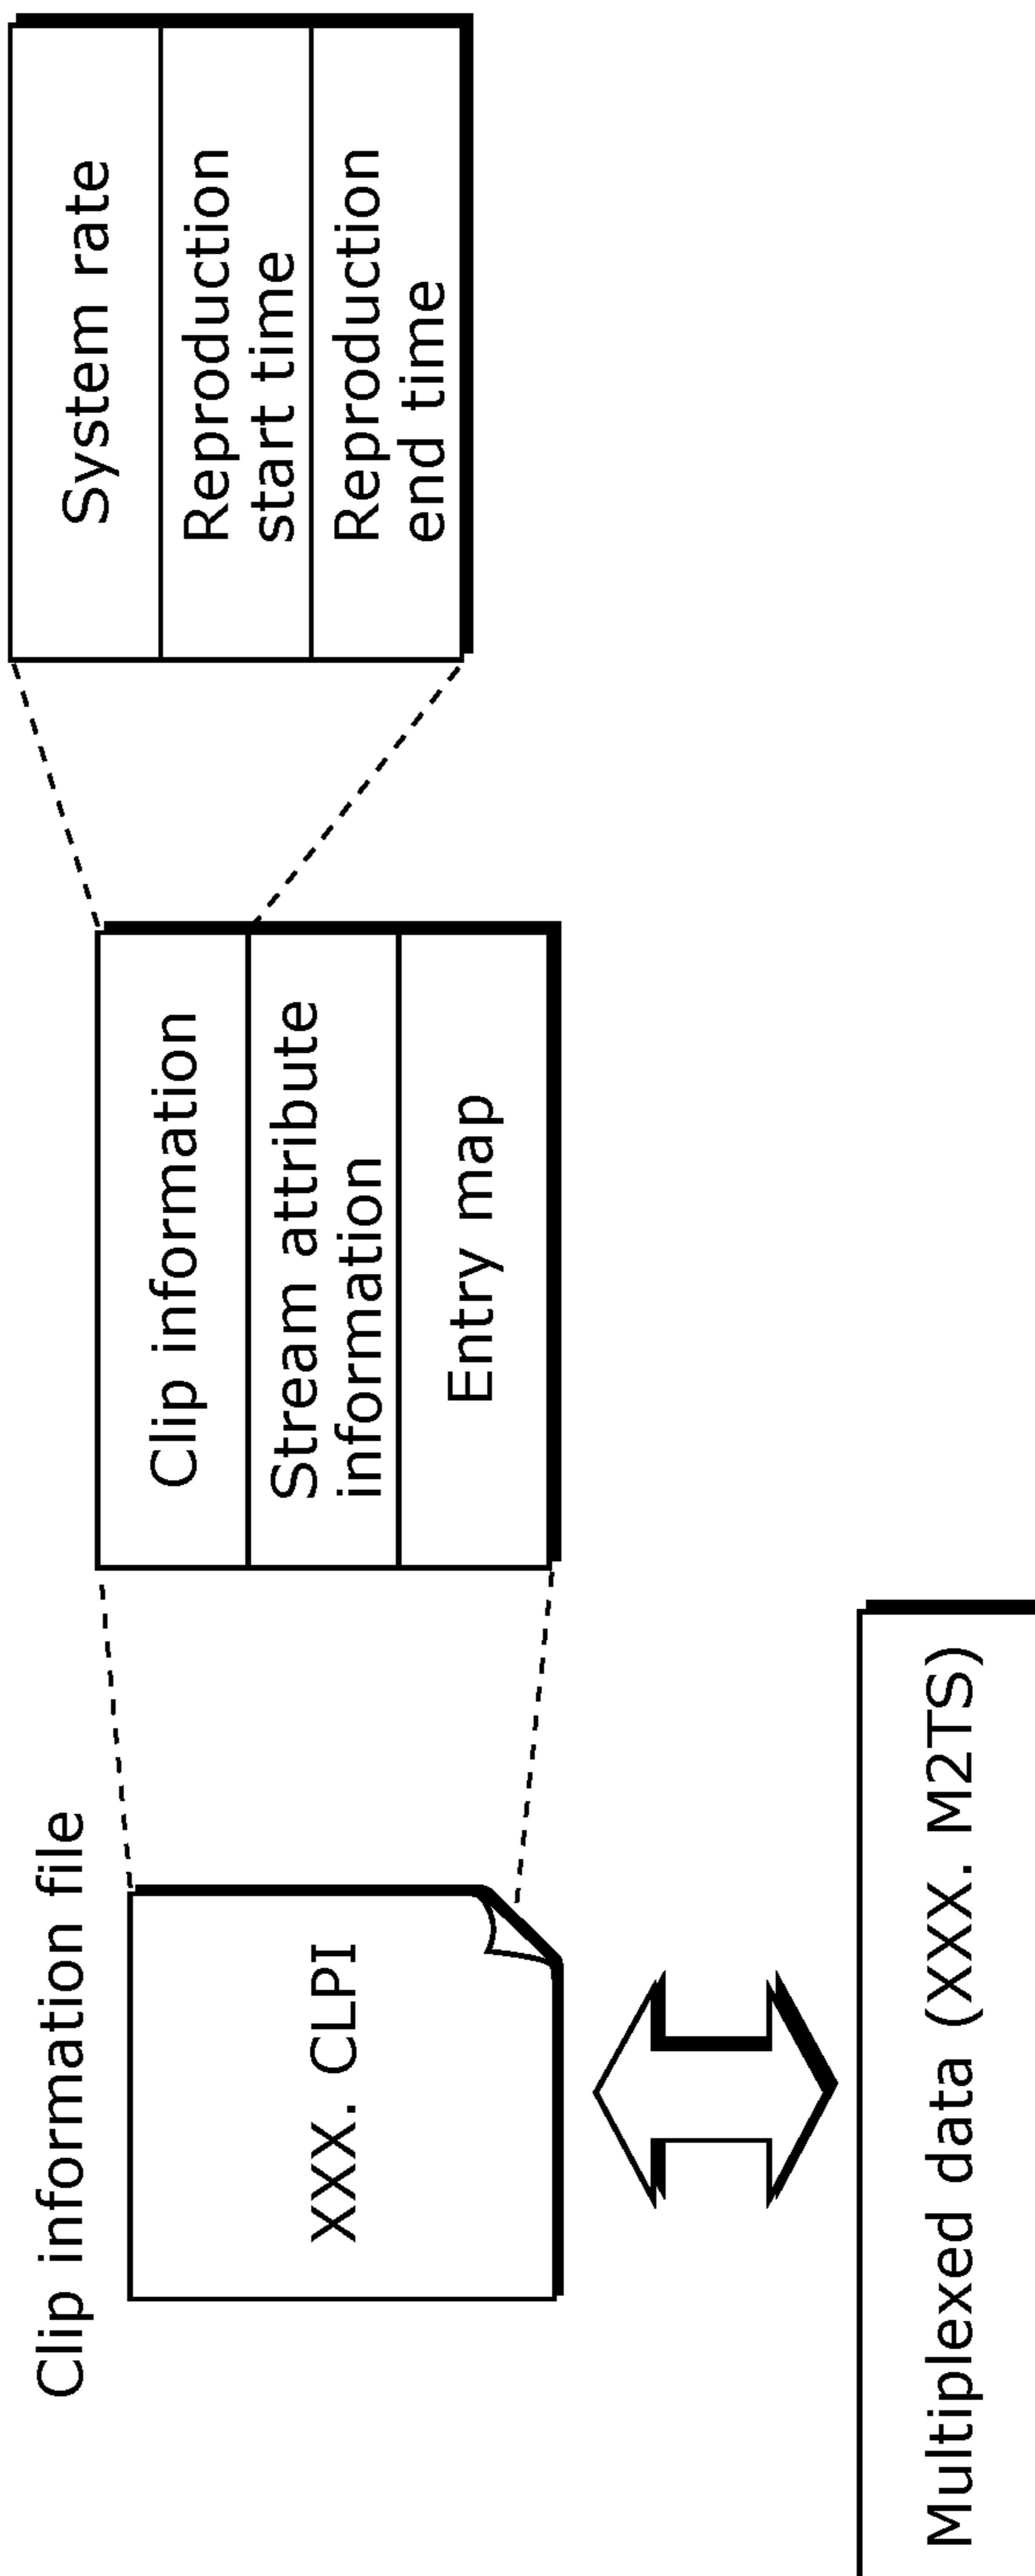 Clip information file
XXX. CLPI
Clip information
Stream attribute
information
Entry map
System rate
Reproduction
start time
Reproduction
end time
Multiplexed data (XXX. M2TS)